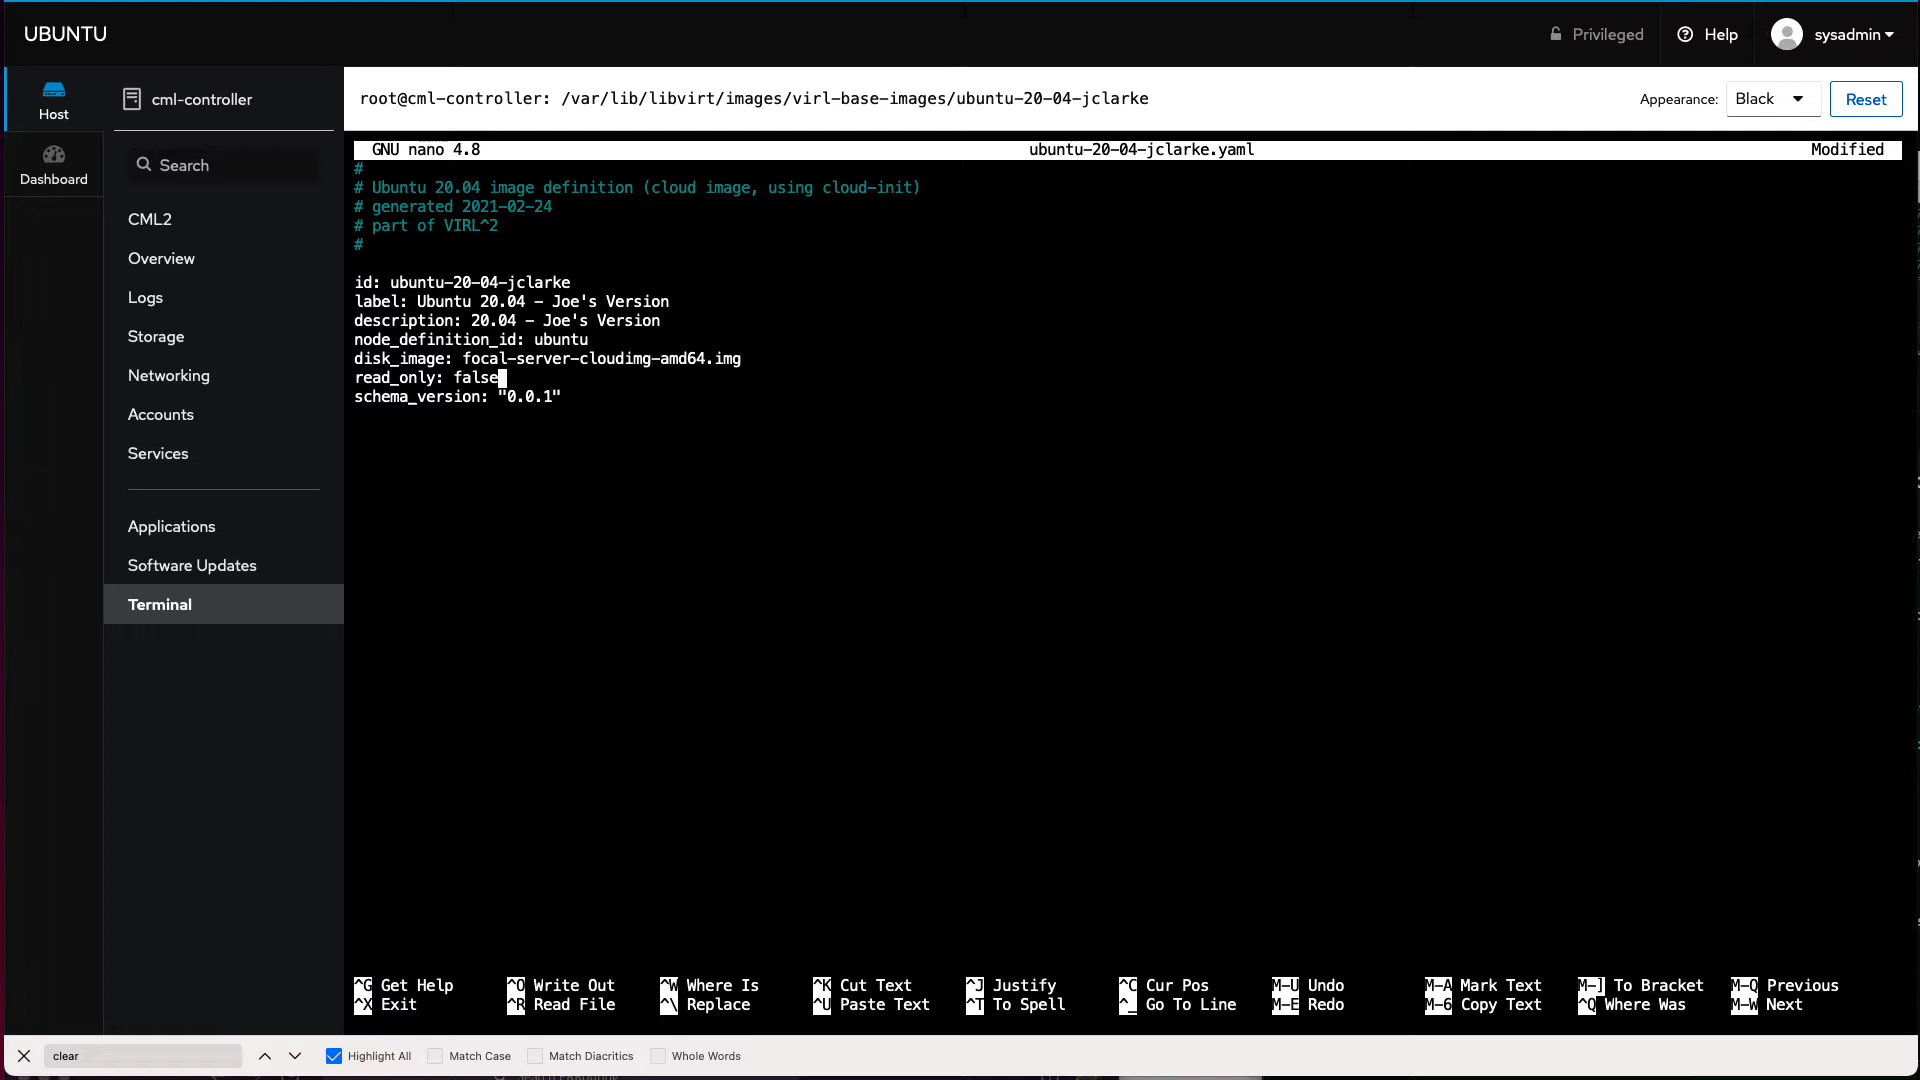 UBUNTU
Privileged
Help
sysadmin
Host
Dashboard
cml-controller
Search
CML2
Overview
Logs
Storage
Networking
Accounts
Services
Applications
Software Updates
Terminal
root@cml-controller: /var/lib/libvirt/images/virl-base-images/ubuntu-20-04-jclarke
Appearance: Black Reset
GNU nano 4.8 ubuntu-20-04-jclarke.yaml Modified
#
# Ubuntu 20.04 image definition (cloud image, using cloud-init)
# generated 2021-02-24
# part of VIRL^2
#
id: ubuntu-20-04-jclarke
label: Ubuntu 20.04 - Joe's Version
description: 20.04 - Joe's Version
node_definition_id: ubuntu
disk_image: focal-server-cloudimg-amd64.img
read_only: false
schema_version: "0.0.1"
^G Get Help ^O Write Out ^W Where Is ^K Cut Text ^J Justify ^C Cur Pos M-U Undo M-A Mark Text M-] To Bracket M-Q Previous
^X Exit ^R Read File ^\ Replace ^U Paste Text ^T To Spell ^_ Go To Line M-E Redo M-6 Copy Text ^Q Where Was M-W Next
clear Highlight All Match Case Match Diacritics Whole Words